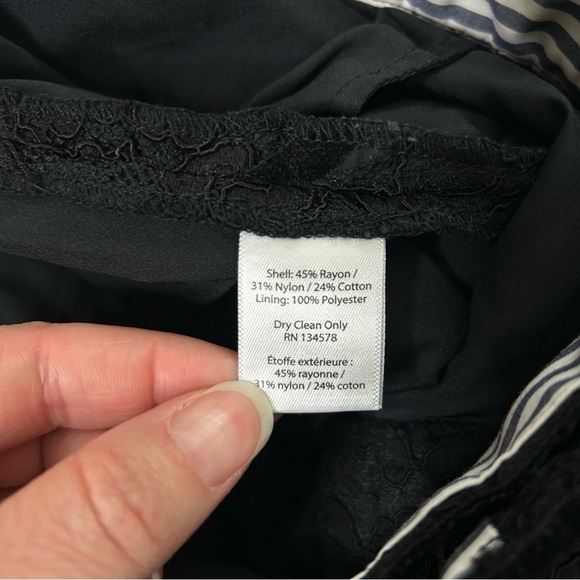 Shell: 45% Rayon /
31% Nylon / 24% Cotton
Lining: 100% Polyester
Dry Clean Only
RN 134578
Étoffe extérieure :
45% rayonne /
31% nylon / 24% coton